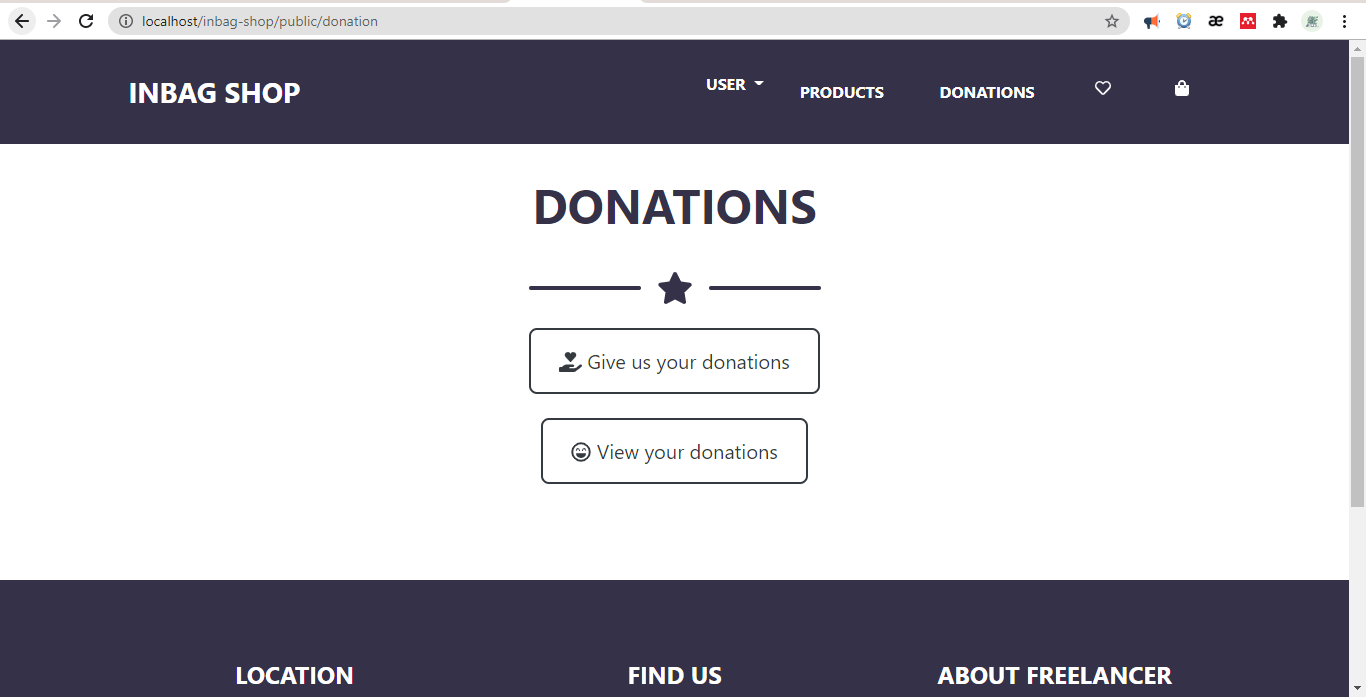 localhost/inbag-shop/public/donation
INBAG SHOP
USER
PRODUCTS
DONATIONS
DONATIONS
Give us your donations
View your donations
LOCATION
FIND US
ABOUT FREELANCER